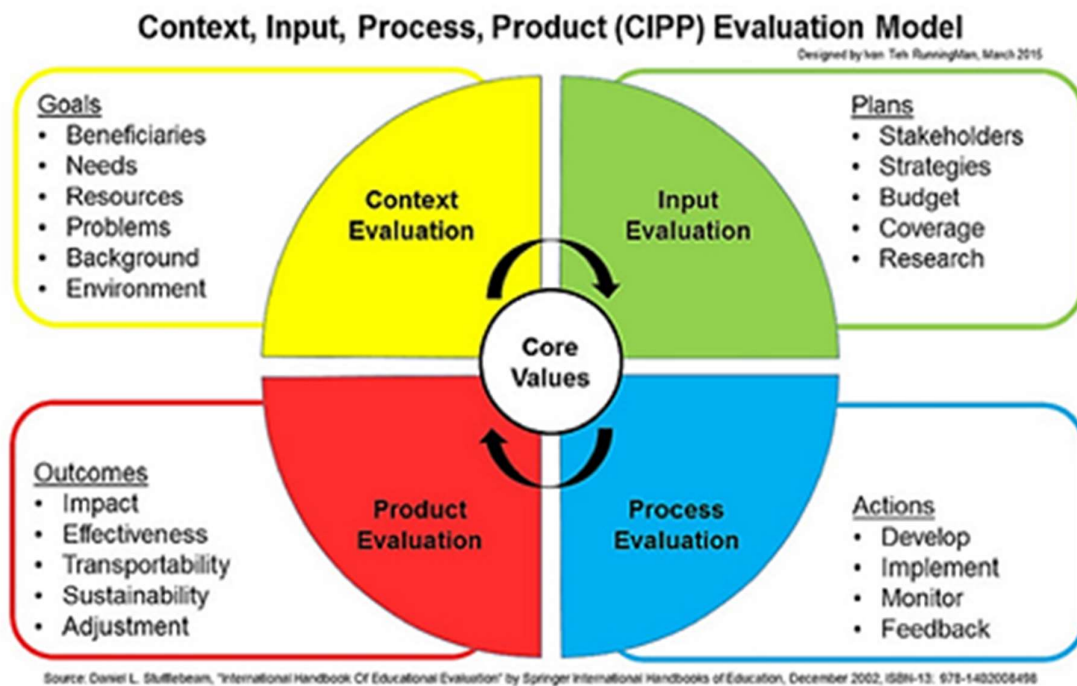 Context, Input, Process, Product (CIPP) Evaluation Model
Designed by Ivan Teh RunningMan, March 2015
Goals
• Beneficiaries
• Needs
• Resources
• Problems
• Background
• Environment
Context
Evaluation
Input
Evaluation
Plans
• Stakeholders
• Strategies
• Budget
• Coverage
• Research
Core
Values
Outcomes
• Impact
• Effectiveness
• Transportability
• Sustainability
• Adjustment
Product
Evaluation
Process
Evaluation
Actions
• Develop
• Implement
• Monitor
• Feedback
Source: Daniel L. Stufflebeam, "International Handbook Of Educational Evaluation" by Springer International Handbooks of Education, December 2002, ISBN-13: 978-1402008498